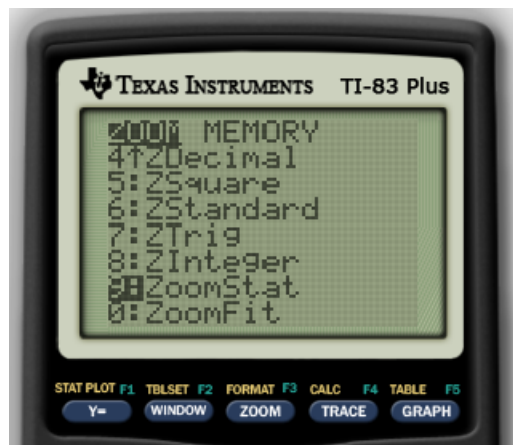 TEXAS INSTRUMENTS TI-83 Plus
ZOOM MEMORY
4↑ZDecimal
5:ZSquare
6:ZStandard
7:ZTrig
8:ZInteger
9:ZoomStat
0:ZoomFit
STAT PLOT F1 TBLSET F2 FORMAT F3 CALC F4 TABLE F5
Y= WINDOW ZOOM TRACE GRAPH